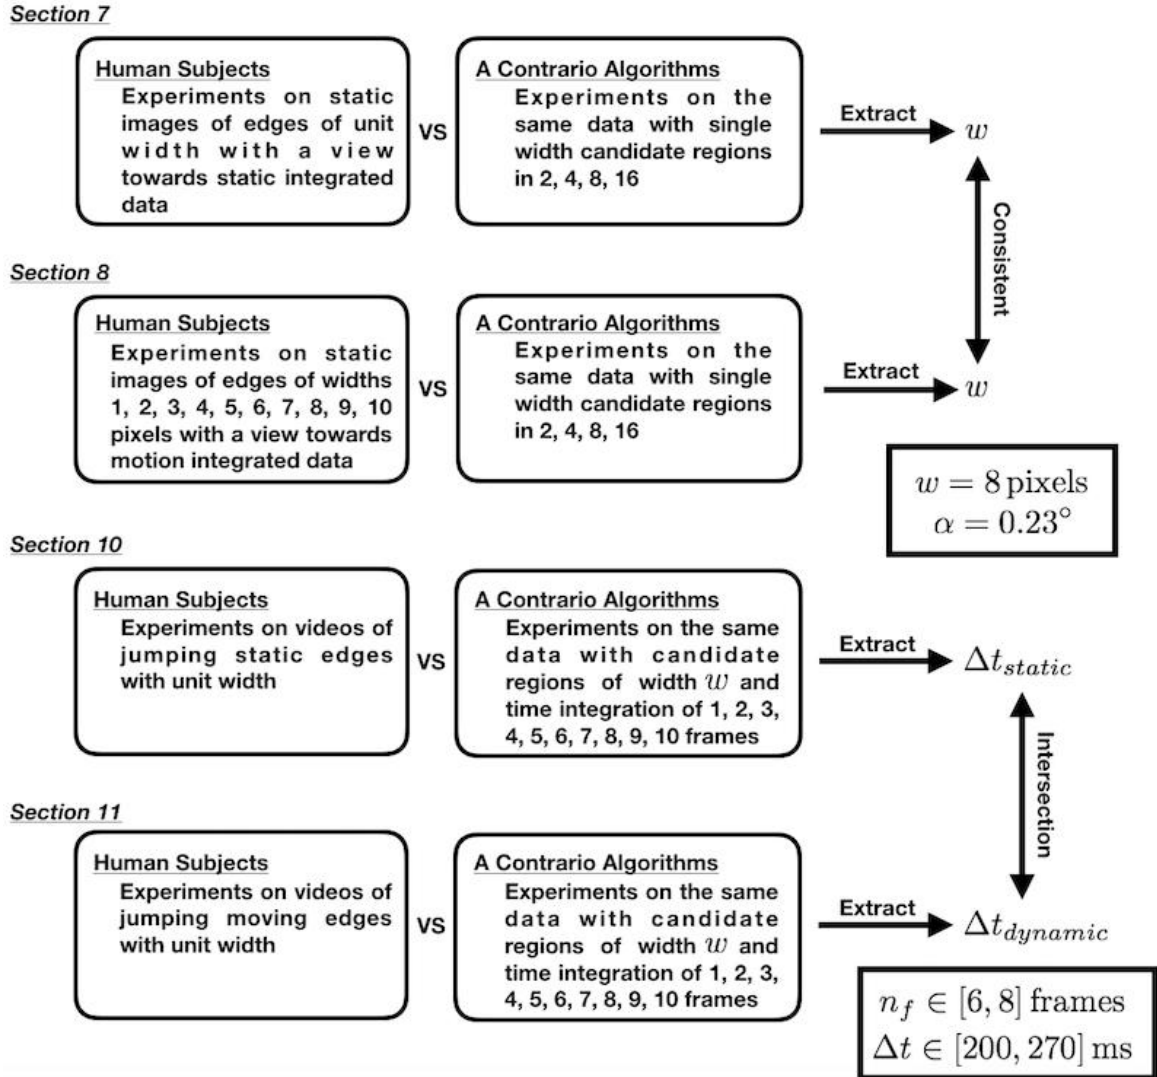 Section 7
Human Subjects
Experiments on static
images of edges of unit
width with a view
towards static integrated
data
VS
A Contrario Algorithms
Experiments on the
same data with single
width candidate regions
in 2, 4, 8, 16
Extract
w
Consistent
Section 8
Human Subjects
Experiments on static
images of edges of widths
1, 2, 3, 4, 5, 6, 7, 8, 9, 10
pixels with a view towards
motion integrated data
VS
A Contrario Algorithms
Experiments on the
same data with single
width candidate regions
in 2, 4, 8, 16
Extract
w
w = 8 pixels
α = 0.23°
Section 10
Human Subjects
Experiments on videos of
jumping static edges
with unit width
VS
A Contrario Algorithms
Experiments on the same
data with candidate
regions of width w and
time integration of 1, 2, 3,
4, 5, 6, 7, 8, 9, 10 frames
Extract
Δt_{static}
Intersection
Section 11
Human Subjects
Experiments on videos of
jumping moving edges
with unit width
VS
A Contrario Algorithms
Experiments on the same
data with candidate
regions of width w and
time integration of 1, 2, 3,
4, 5, 6, 7, 8, 9, 10 frames
Extract
Δt_{dynamic}
n_f ∈ [6, 8] frames
Δt ∈ [200, 270] ms